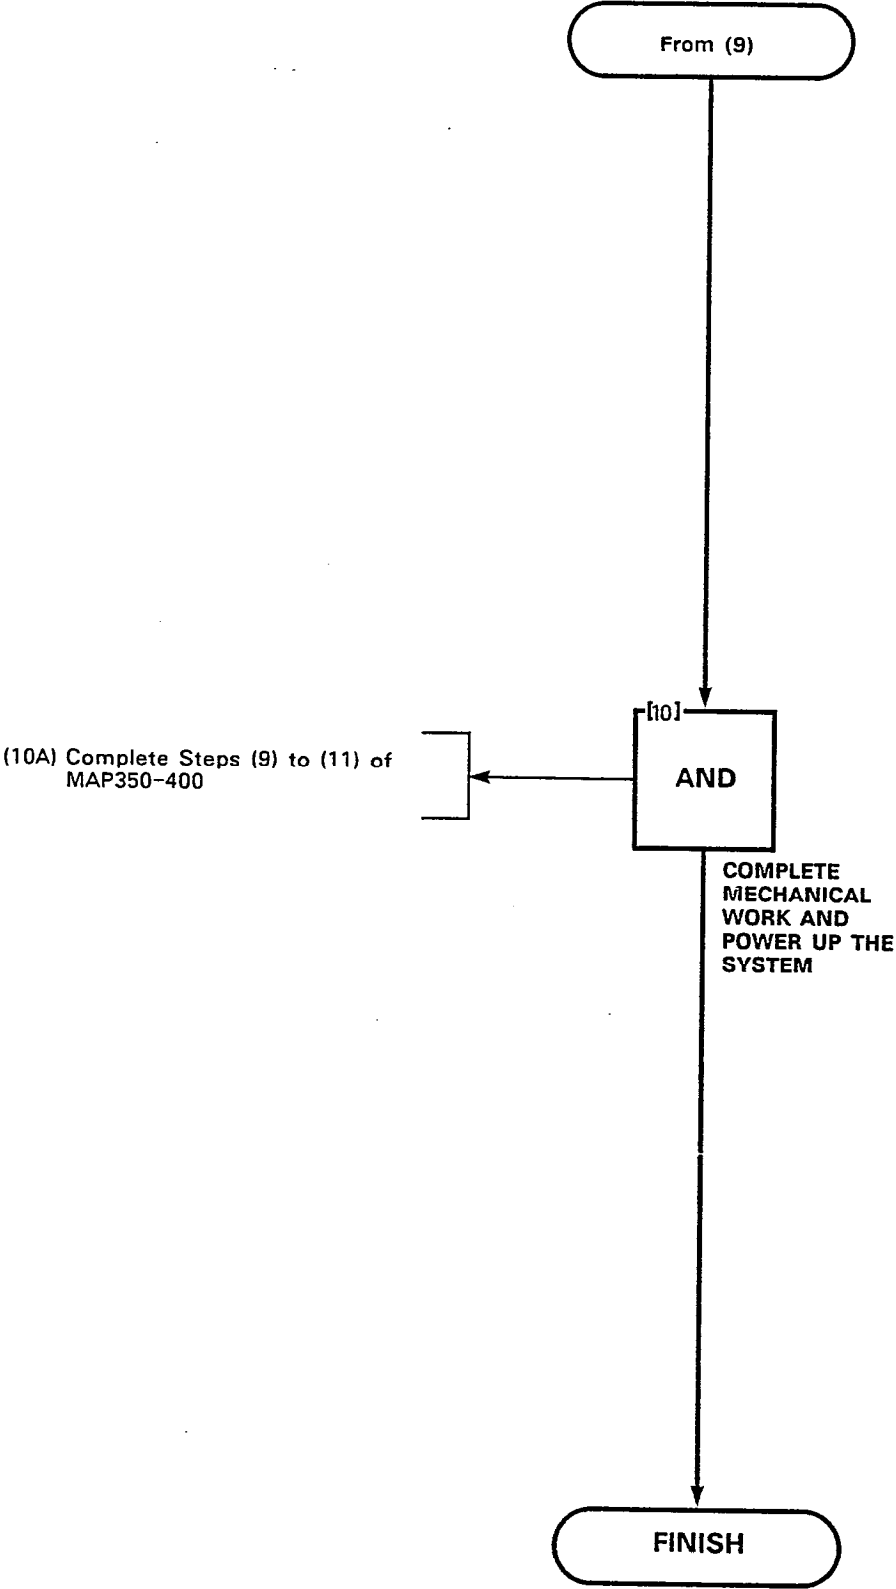 From (9)
[10]
(10A) Complete Steps (9) to (11) of
MAP350-400
AND
COMPLETE
MECHANICAL
WORK AND
POWER UP THE
SYSTEM
FINISH